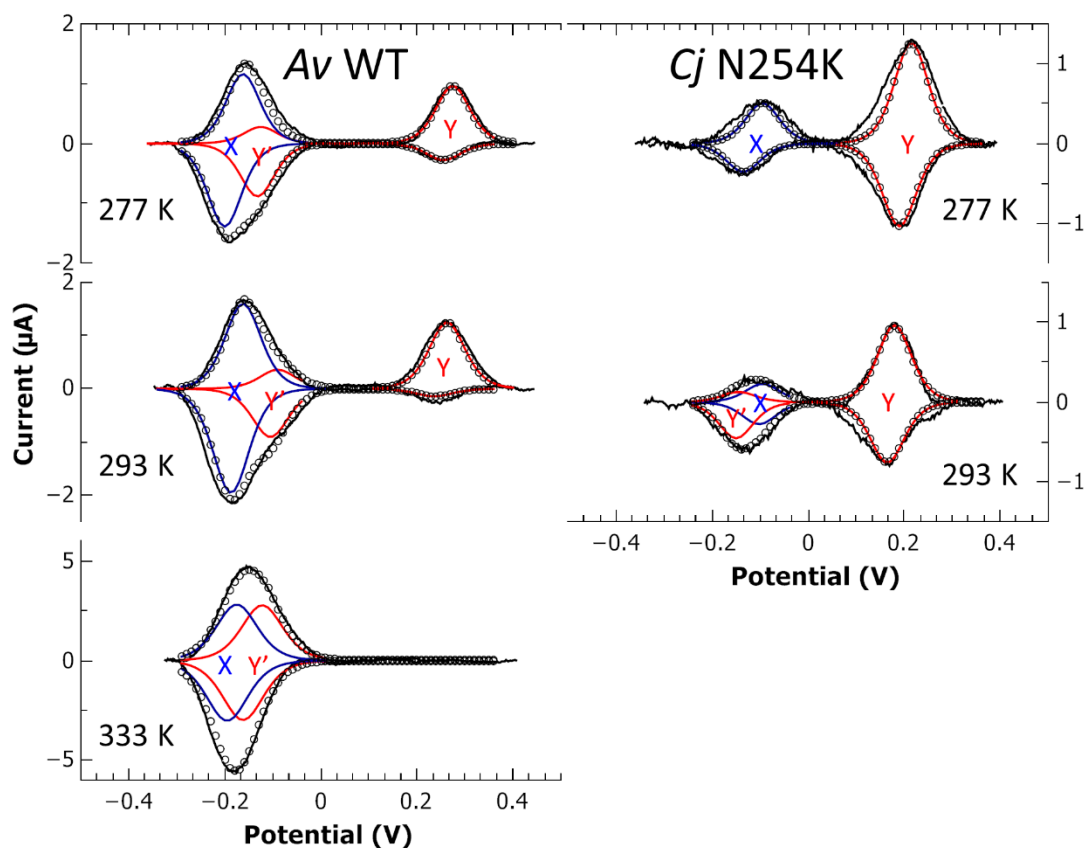 Av WT
Cj N254K
2
0
−2
X
Y'
Y
277 K
X
Y
277 K
1
0
−1
2
0
−2
X
Y'
Y
293 K
Y'
X
Y
293 K
1
0
−1
5
0
−5
X
Y'
333 K
Current (µA)
−0.4 −0.2 0 0.2 0.4
Potential (V)
−0.4 −0.2 0 0.2 0.4
Potential (V)